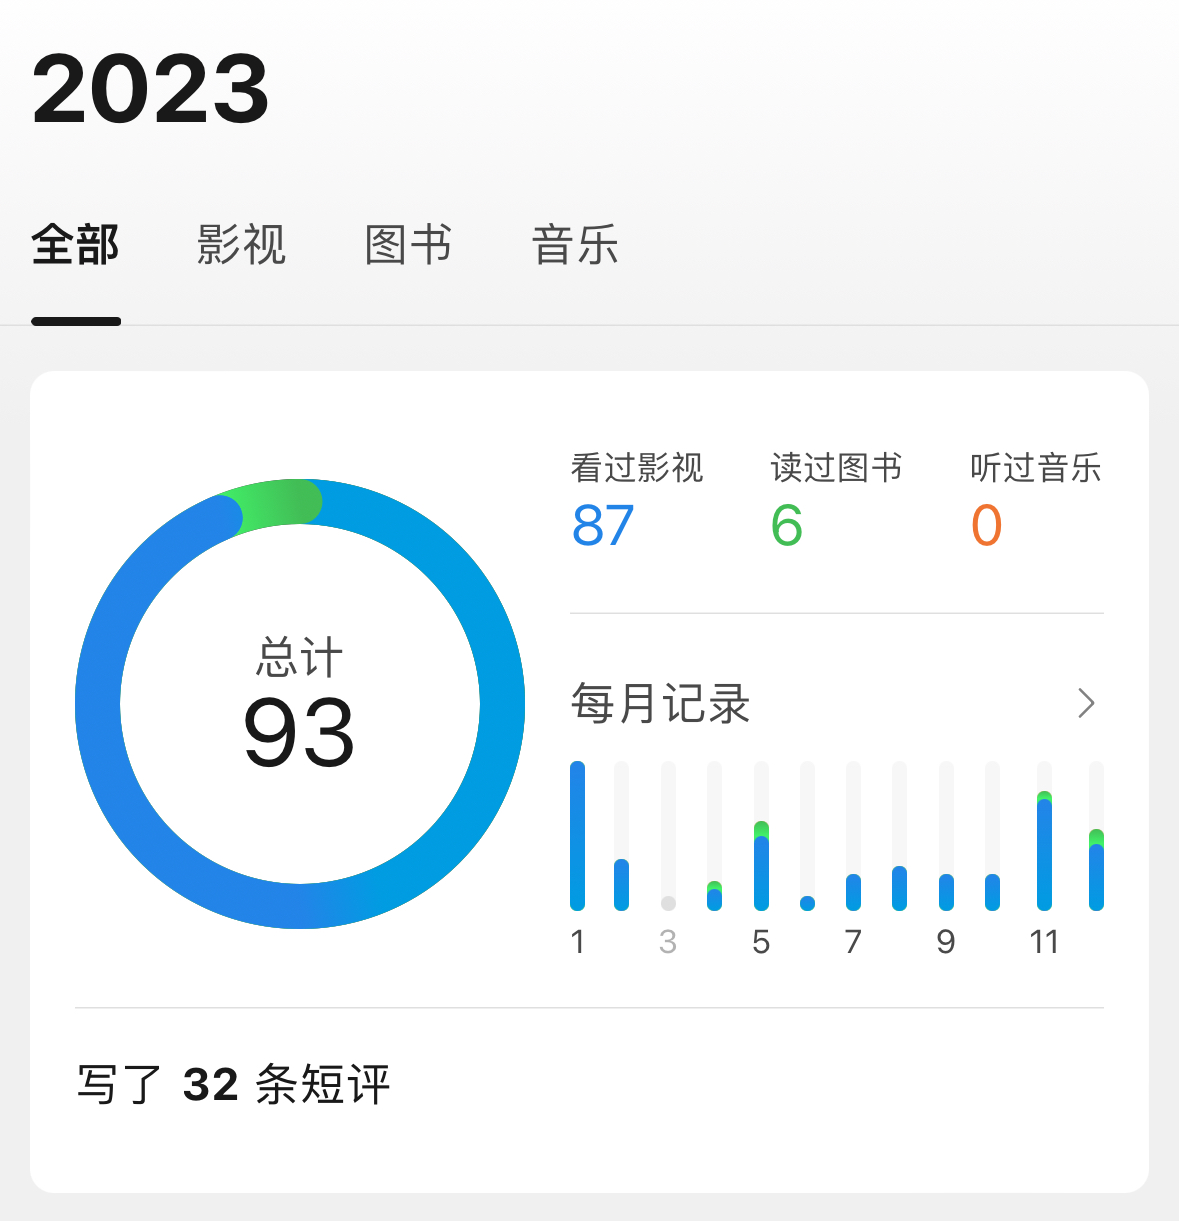 2023
全部 影视 图书 音乐
看过影视 读过图书 听过音乐
87 6 0
总计
93
每月记录
1 3 5 7 9 11
写了 32 条短评